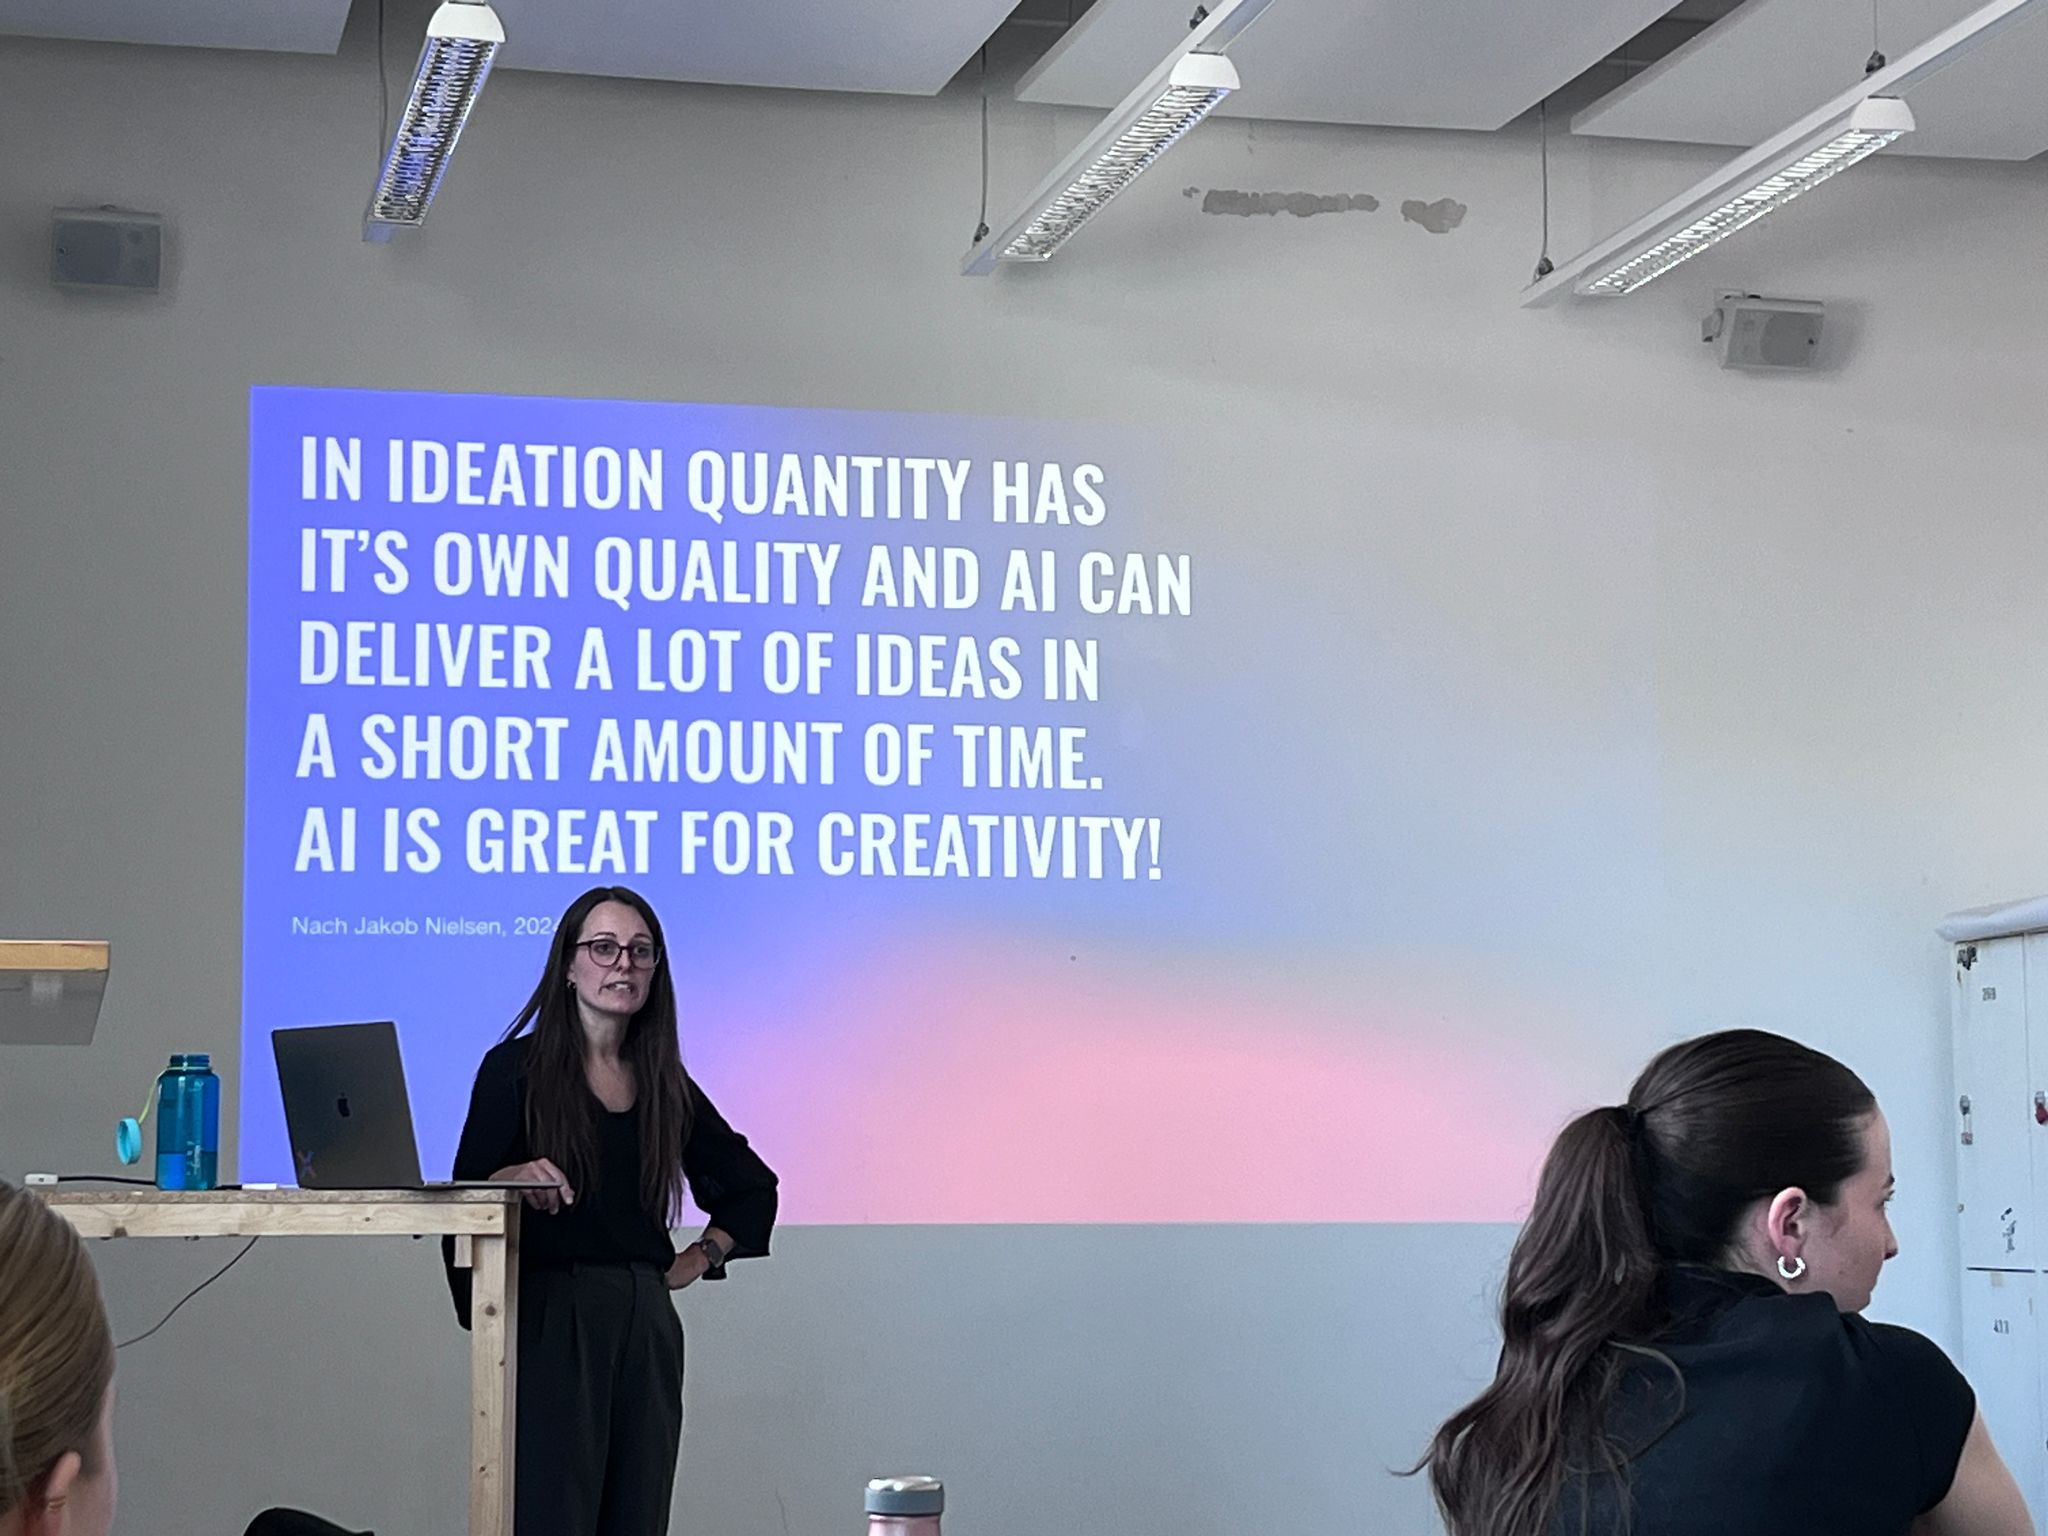 IN IDEATION QUANTITY HAS
IT’S OWN QUALITY AND AI CAN
DELIVER A LOT OF IDEAS IN
A SHORT AMOUNT OF TIME.
AI IS GREAT FOR CREATIVITY!
Nach Jakob Nielsen, 2024